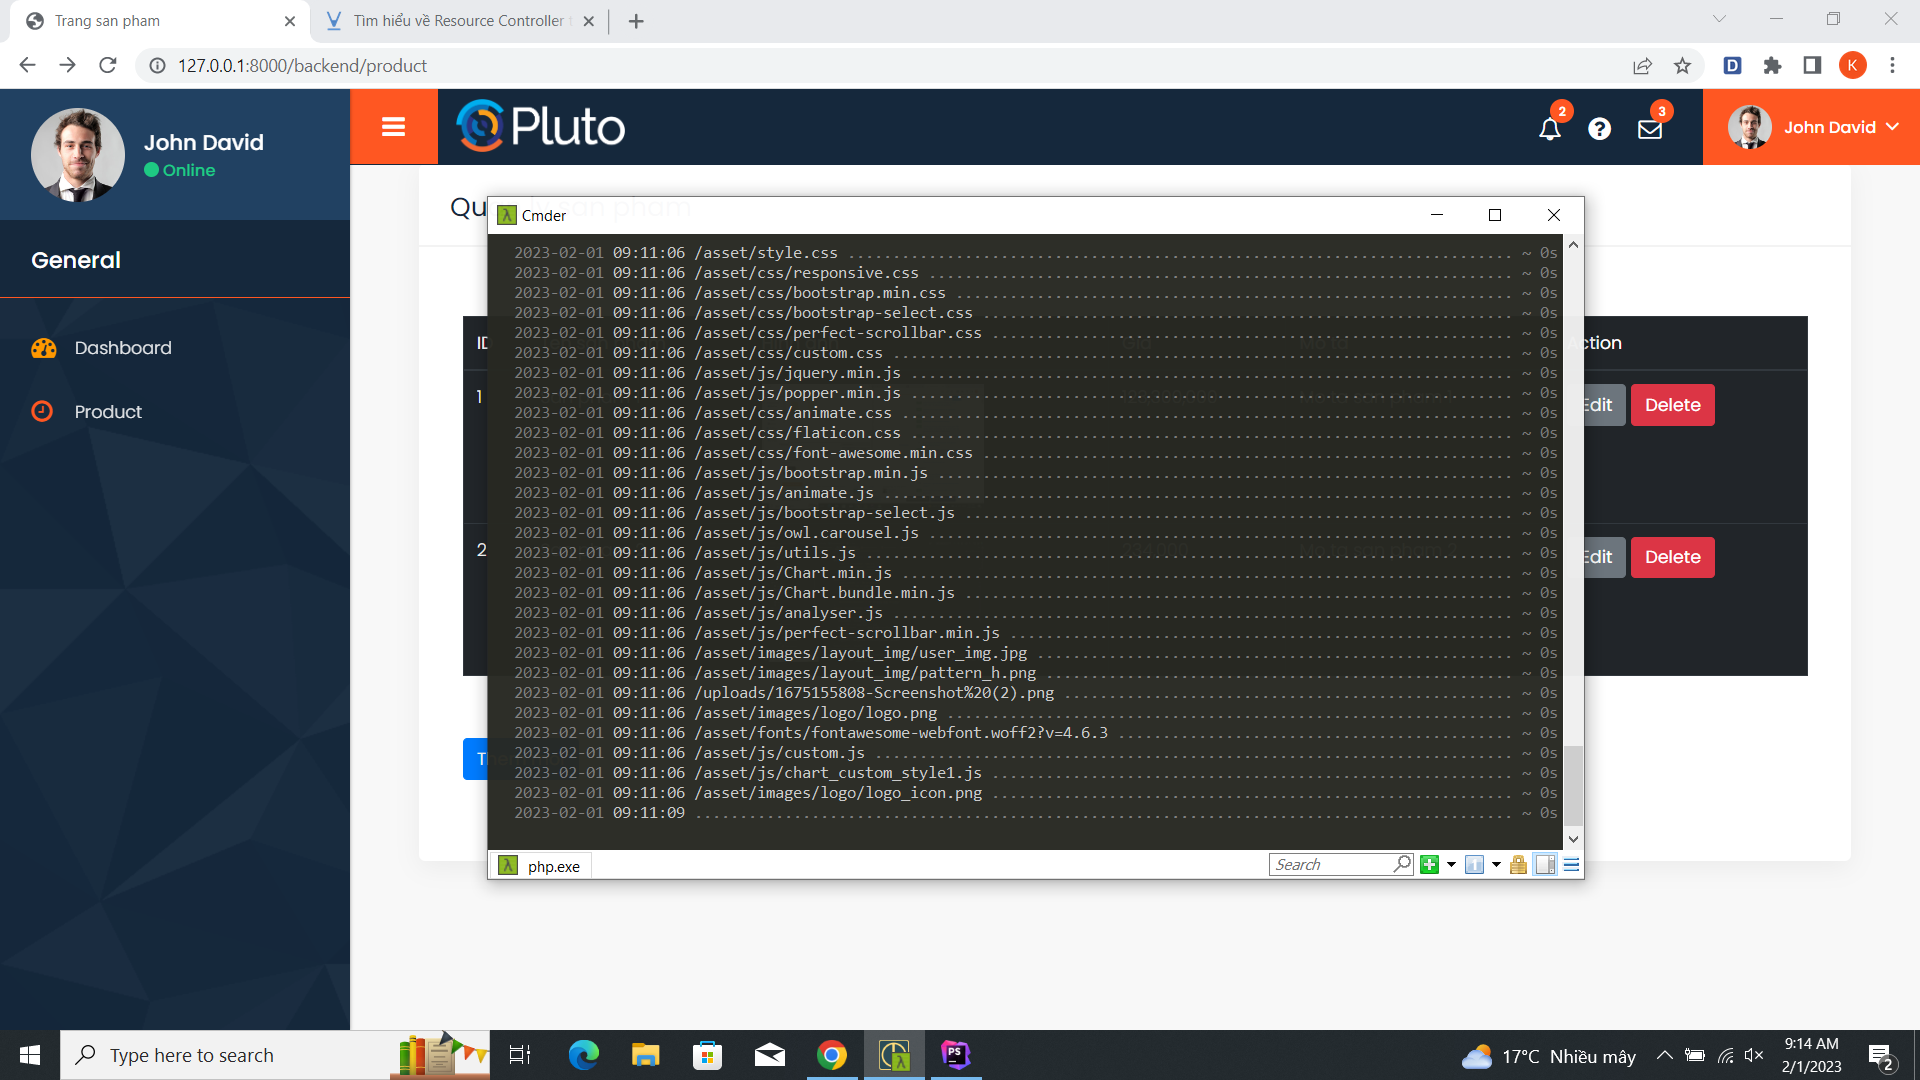 Trang san pham
Tìm hiểu về Resource Controller
127.0.0.1:8000/backend/product
K
John David
Online
Pluto
2
3
John David
General
Dashboard
Product
Cmder
2023-02-01 09:11:06 /asset/style.css ~ 0s
2023-02-01 09:11:06 /asset/css/responsive.css ~ 0s
2023-02-01 09:11:06 /asset/css/bootstrap.min.css ~ 0s
2023-02-01 09:11:06 /asset/css/bootstrap-select.css ~ 0s
2023-02-01 09:11:06 /asset/css/perfect-scrollbar.css ~ 0s
2023-02-01 09:11:06 /asset/css/custom.css ~ 0s
2023-02-01 09:11:06 /asset/js/jquery.min.js ~ 0s
2023-02-01 09:11:06 /asset/js/popper.min.js ~ 0s
2023-02-01 09:11:06 /asset/css/animate.css ~ 0s
2023-02-01 09:11:06 /asset/css/flaticon.css ~ 0s
2023-02-01 09:11:06 /asset/css/font-awesome.min.css ~ 0s
2023-02-01 09:11:06 /asset/js/bootstrap.min.js ~ 0s
2023-02-01 09:11:06 /asset/js/animate.js ~ 0s
2023-02-01 09:11:06 /asset/js/bootstrap-select.js ~ 0s
2023-02-01 09:11:06 /asset/js/owl.carousel.js ~ 0s
2023-02-01 09:11:06 /asset/js/utils.js ~ 0s
2023-02-01 09:11:06 /asset/js/Chart.min.js ~ 0s
2023-02-01 09:11:06 /asset/js/Chart.bundle.min.js ~ 0s
2023-02-01 09:11:06 /asset/js/analyser.js ~ 0s
2023-02-01 09:11:06 /asset/js/perfect-scrollbar.min.js ~ 0s
2023-02-01 09:11:06 /asset/images/layout_img/user_img.jpg ~ 0s
2023-02-01 09:11:06 /asset/images/layout_img/pattern_h.png ~ 0s
2023-02-01 09:11:06 /uploads/1675155808-Screenshot%20(2).png ~ 0s
2023-02-01 09:11:06 /asset/images/logo/logo.png ~ 0s
2023-02-01 09:11:06 /asset/fonts/fontawesome-webfont.woff2?v=4.6.3 ~ 0s
2023-02-01 09:11:06 /asset/js/custom.js ~ 0s
2023-02-01 09:11:06 /asset/js/chart_custom_style1.js ~ 0s
2023-02-01 09:11:06 /asset/images/logo/logo_icon.png ~ 0s
2023-02-01 09:11:09 ~ 0s
php.exe
Search
ID
Action
1
Edit Delete
2
Edit Delete
Type here to search
17°C Nhiều mây
9:14 AM
2/1/2023
2